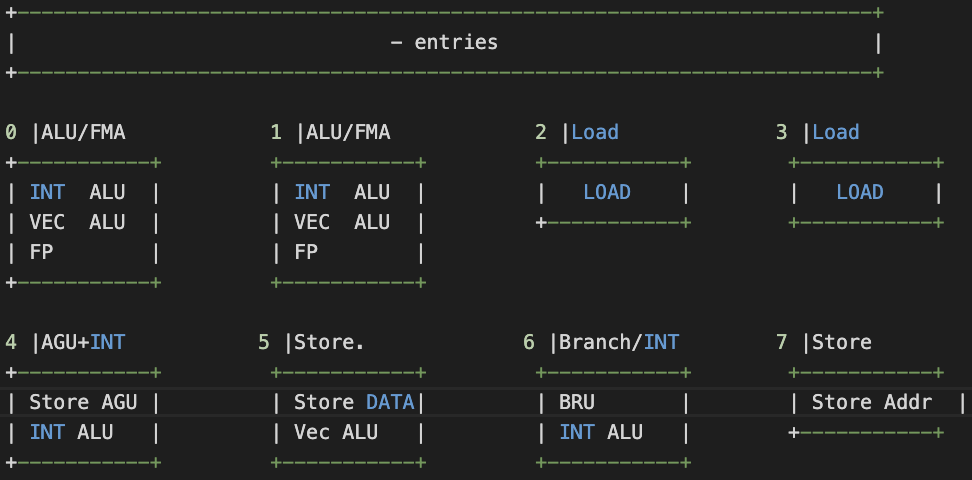 +------------------------------------------------------------------------+
|                               - entries                                |
+------------------------------------------------------------------------+
0 |ALU/FMA            1 |ALU/FMA            2 |Load              3 |Load
+-----------+         +-----------+         +-----------+        +-----------+
| INT  ALU  |         | INT  ALU  |         |   LOAD    |        |   LOAD    |
| VEC  ALU  |         | VEC  ALU  |         +-----------+        +-----------+
| FP        |         | FP        |
+-----------+         +-----------+
4 |AGU+INT           5 |Store.             6 |Branch/INT        7 |Store
+-----------+         +-----------+         +-----------+        +-----------+
| Store AGU |         | Store DATA|         | BRU       |        | Store Addr  |
| INT ALU   |         | Vec ALU   |         | INT ALU   |        +-----------+
+-----------+         +-----------+         +-----------+